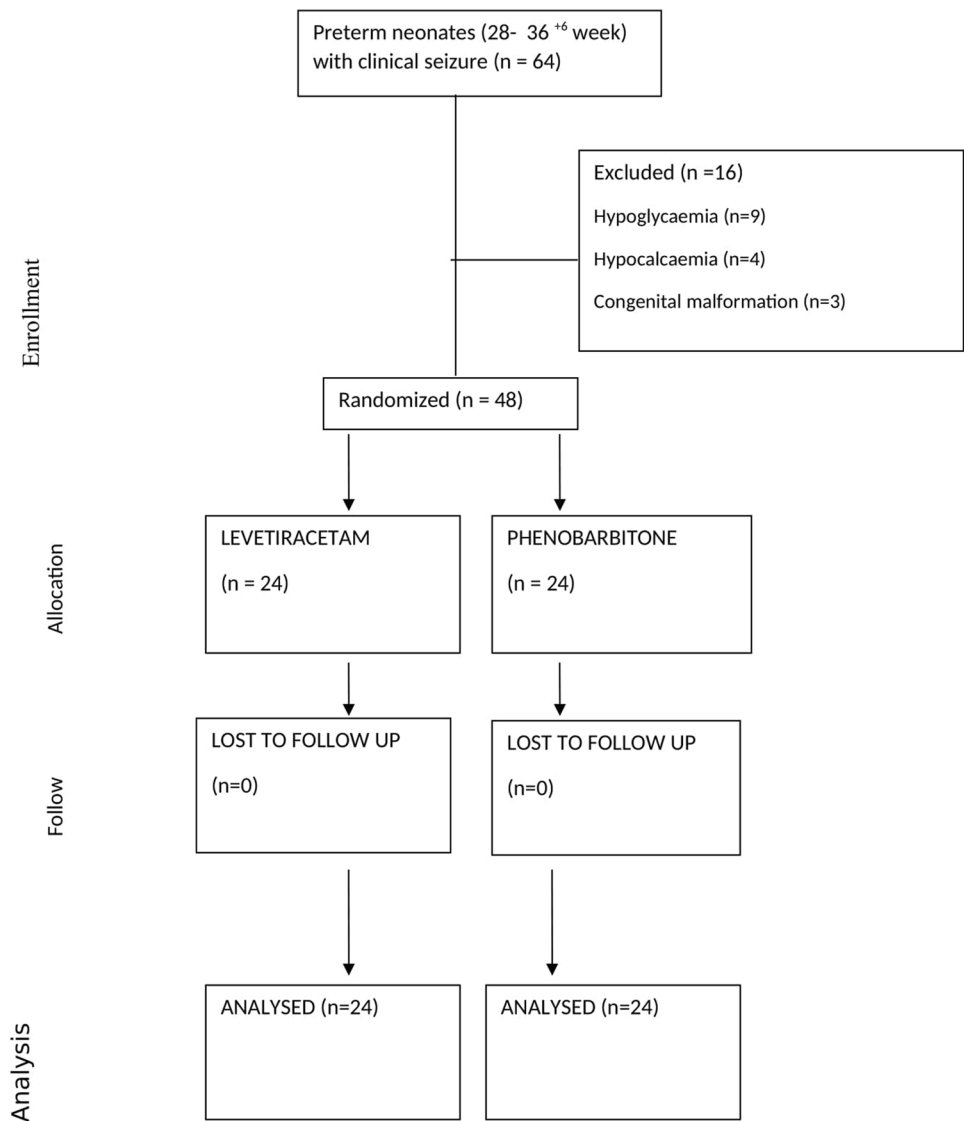 Preterm neonates (28- 36 +6 week)
with clinical seizure (n = 64)
Excluded (n =16)
Hypoglycaemia (n=9)
Hypocalcaemia (n=4)
Congenital malformation (n=3)
Enrollment
Randomized (n = 48)
Allocation
LEVETIRACETAM
(n = 24)
PHENOBARBITONE
(n = 24)
Follow
LOST TO FOLLOW UP
(n=0)
LOST TO FOLLOW UP
(n=0)
Analysis
ANALYSED (n=24)
ANALYSED (n=24)